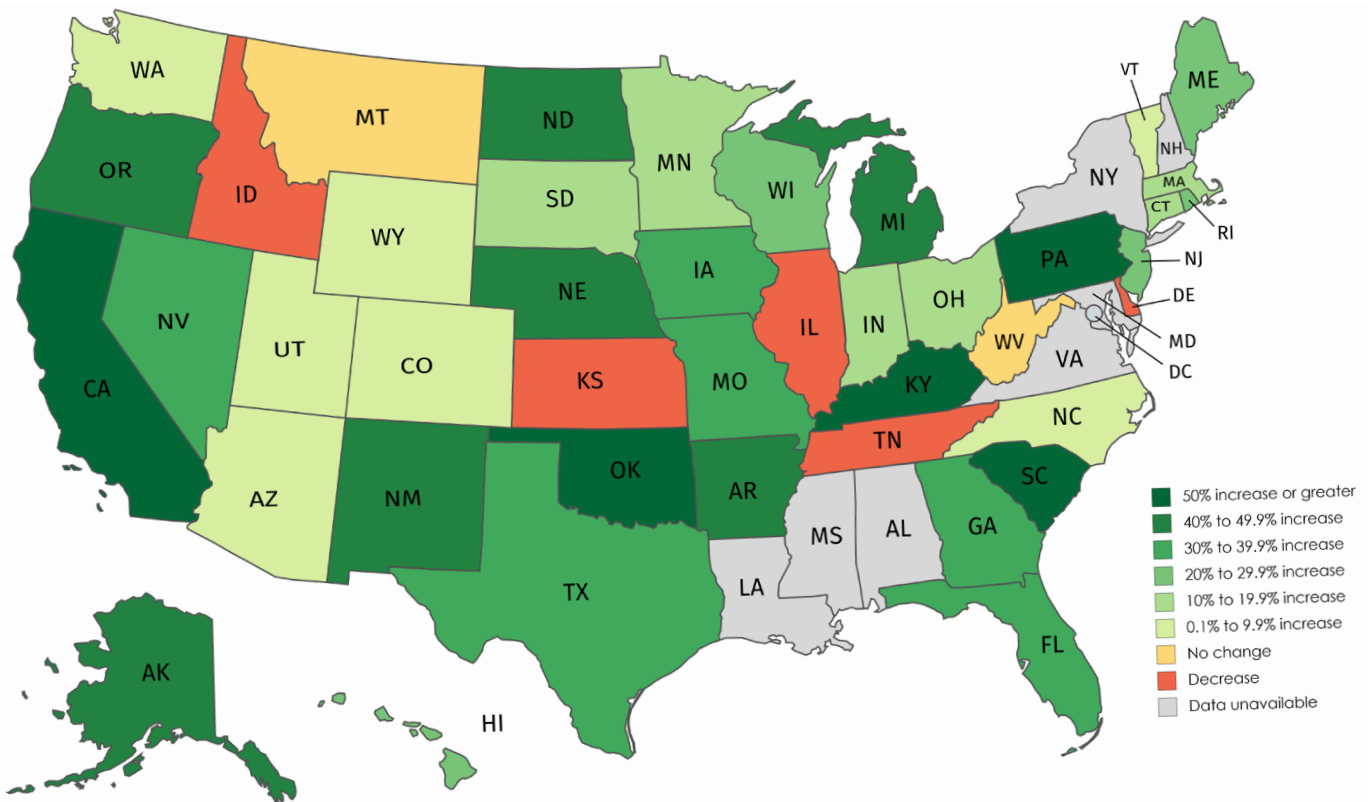 WA
MT
ND
MN
VT
ME
OR
ID
SD
WI
MI
NY
NH
MA
CT
RI
WY
NE
IA
PA
NJ
NV
UT
CO
KS
MO
IL
IN
OH
WV
VA
DE
MD
DC
CA
AZ
NM
OK
AR
KY
TN
NC
SC
TX
LA
MS
AL
GA
FL
AK
HI
50% increase or greater
40% to 49.9% increase
30% to 39.9% increase
20% to 29.9% increase
10% to 19.9% increase
0.1% to 9.9% increase
No change
Decrease
Data unavailable